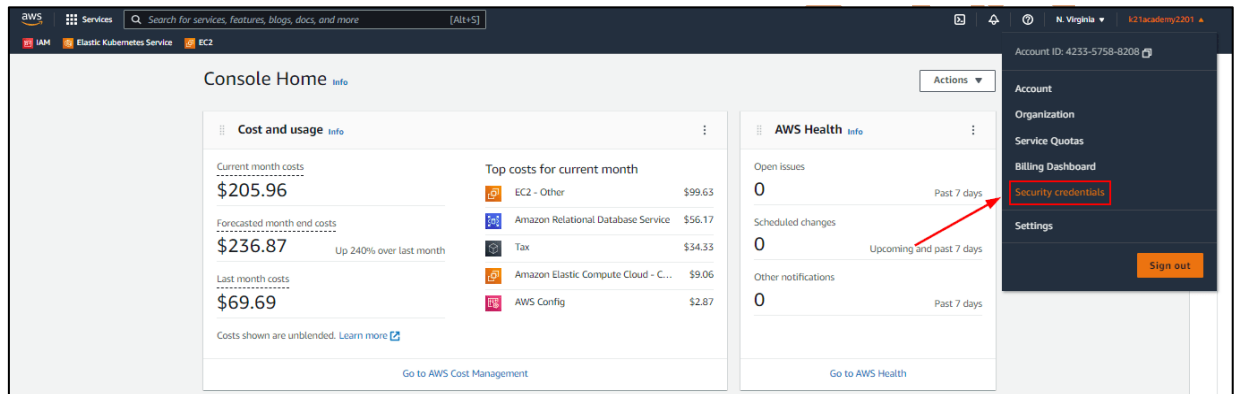 aws
Services
Search for services, features, blogs, docs, and more
[Alt+S]
N. Virginia ▼
k21academy2201 ▲
IAM
Elastic Kubernetes Service
EC2
Account ID: 4233-5758-8208
Account
Organization
Service Quotas
Billing Dashboard
Security credentials
Settings
Sign out
Console Home Info
Actions ▼
Cost and usage Info
Current month costs
$205.96
Forecasted month end costs
$236.87 Up 240% over last month
Last month costs
$69.69
Costs shown are unblended. Learn more
Top costs for current month
EC2 - Other $99.63
Amazon Relational Database Service $56.17
Tax $34.33
Amazon Elastic Compute Cloud - C... $9.06
AWS Config $2.87
Go to AWS Cost Management
AWS Health Info
Open issues
0 Past 7 days
Scheduled changes
0 Upcoming and past 7 days
Other notifications
0 Past 7 days
Go to AWS Health